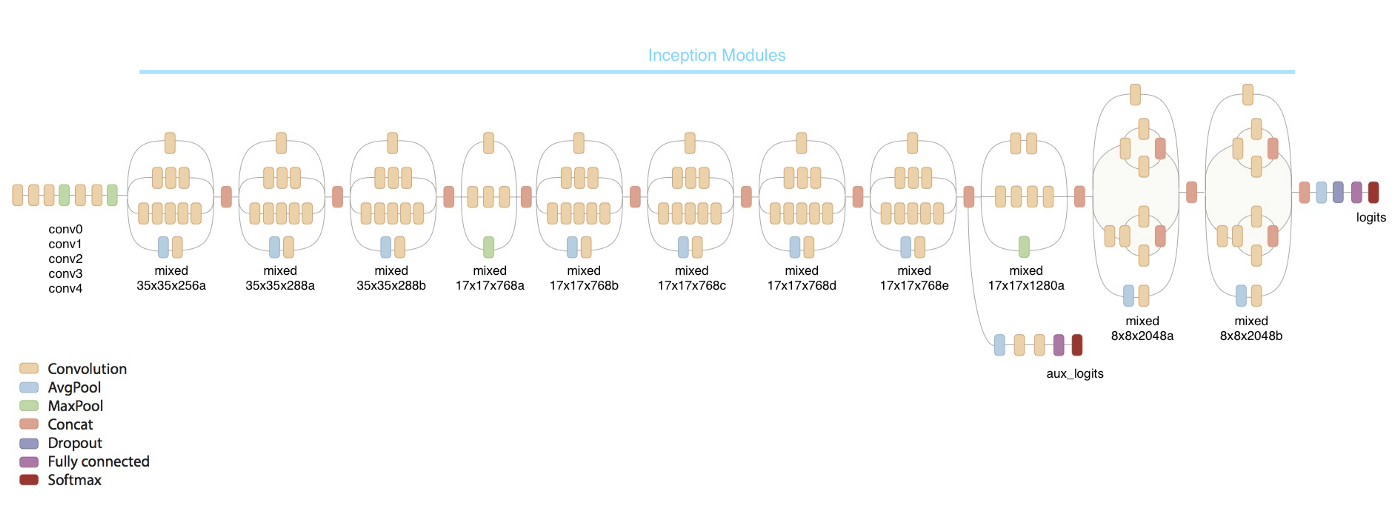 Inception Modules
conv0
conv1
conv2
conv3
conv4
mixed
35x35x256a
mixed
35x35x288a
mixed
35x35x288b
mixed
17x17x768a
mixed
17x17x768b
mixed
17x17x768c
mixed
17x17x768d
mixed
17x17x768e
mixed
17x17x1280a
mixed
8x8x2048a
mixed
8x8x2048b
logits
aux_logits
Convolution
AvgPool
MaxPool
Concat
Dropout
Fully connected
Softmax